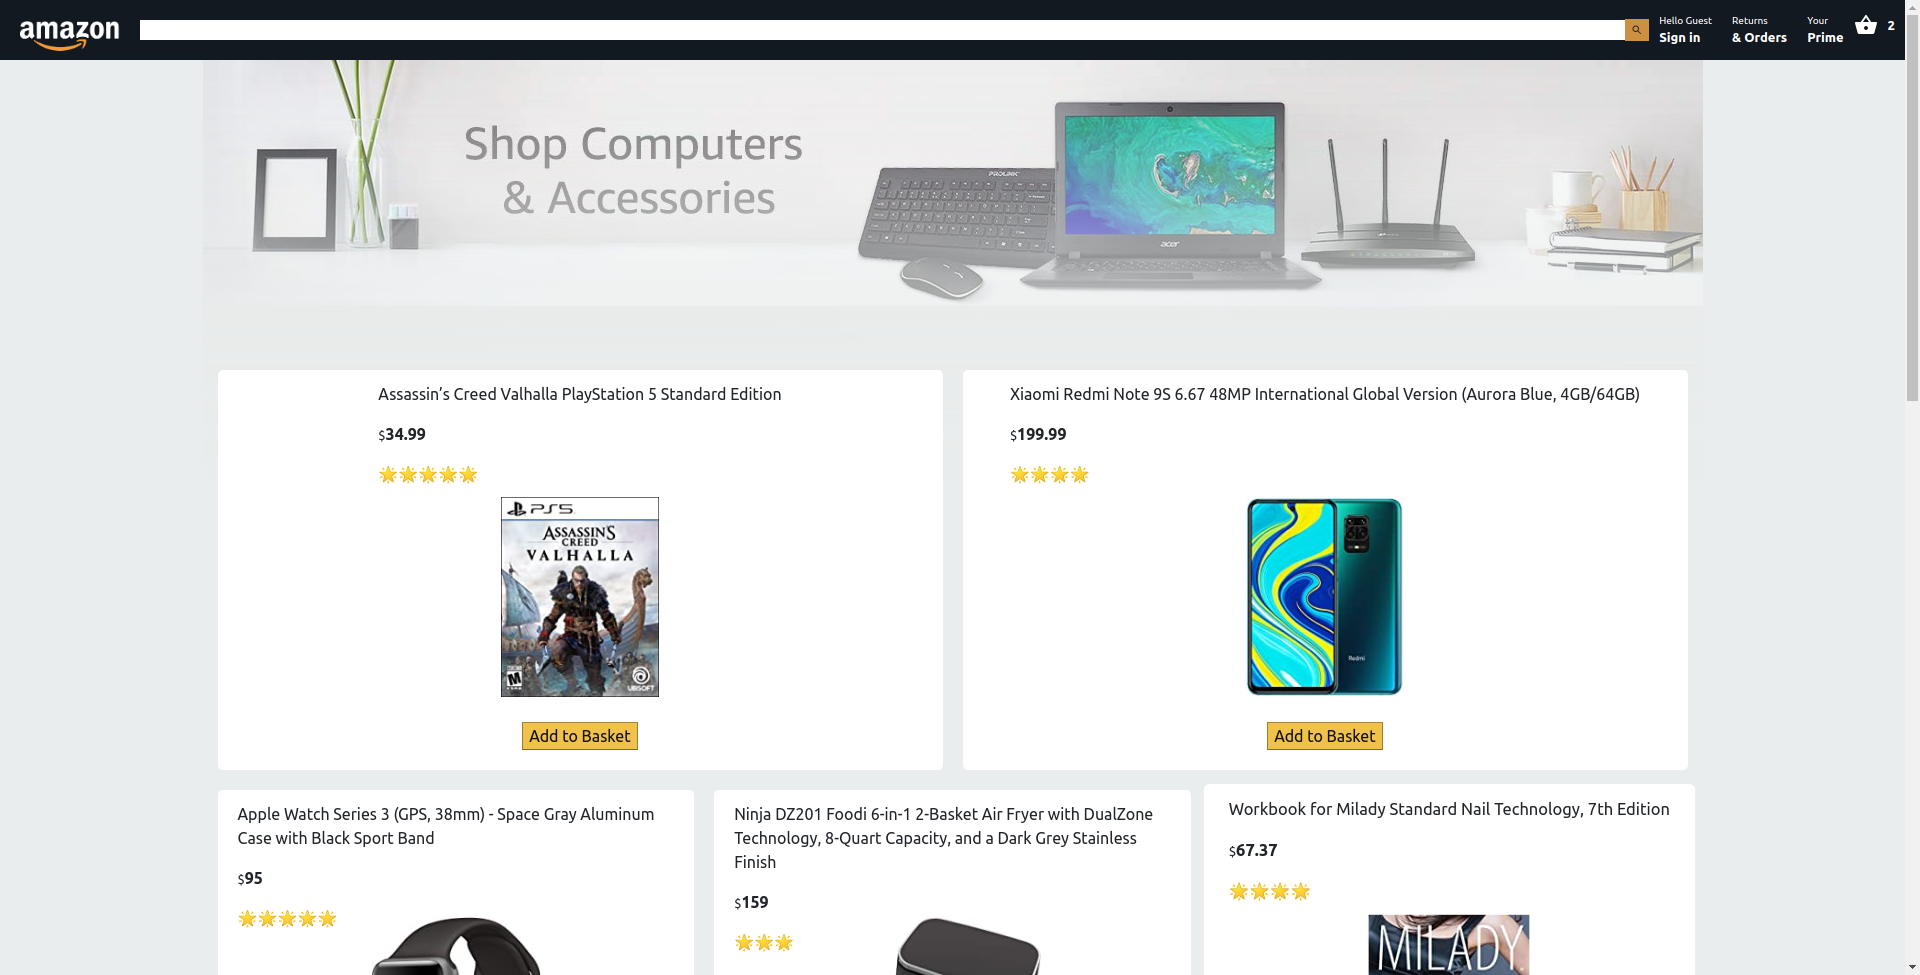 amazon
Hello Guest
Sign in
Returns
& Orders
Your
Prime
2
Shop Computers
& Accessories
PROLINK
acer
Assassin’s Creed Valhalla PlayStation 5 Standard Edition
$34.99
PS5
ASSASSIN'S
CREED
VALHALLA
M
UBISOFT
Add to Basket
Xiaomi Redmi Note 9S 6.67 48MP International Global Version (Aurora Blue, 4GB/64GB)
$199.99
Redmi
Add to Basket
Apple Watch Series 3 (GPS, 38mm) - Space Gray Aluminum
Case with Black Sport Band
$95
Ninja DZ201 Foodi 6-in-1 2-Basket Air Fryer with DualZone
Technology, 8-Quart Capacity, and a Dark Grey Stainless
Finish
$159
Workbook for Milady Standard Nail Technology, 7th Edition
$67.37
MILADY